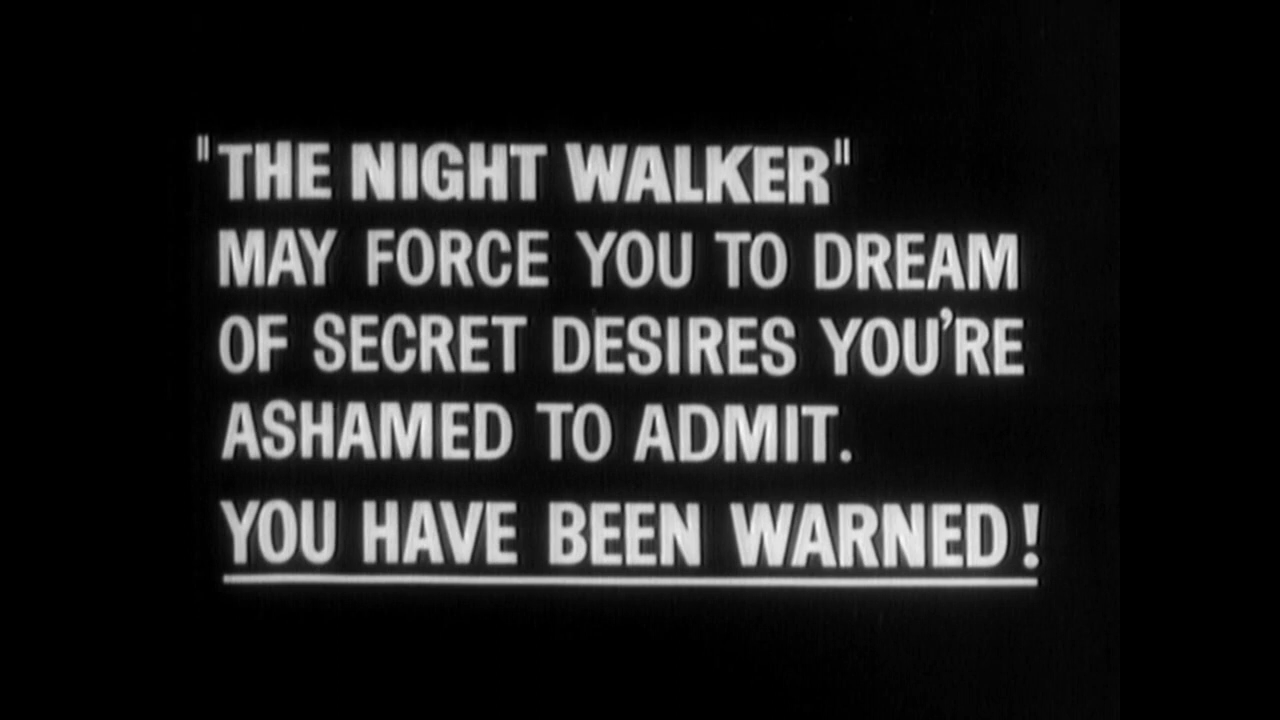 "THE NIGHT WALKER"
MAY FORCE YOU TO DREAM
OF SECRET DESIRES YOU'RE
ASHAMED TO ADMIT.
YOU HAVE BEEN WARNED!